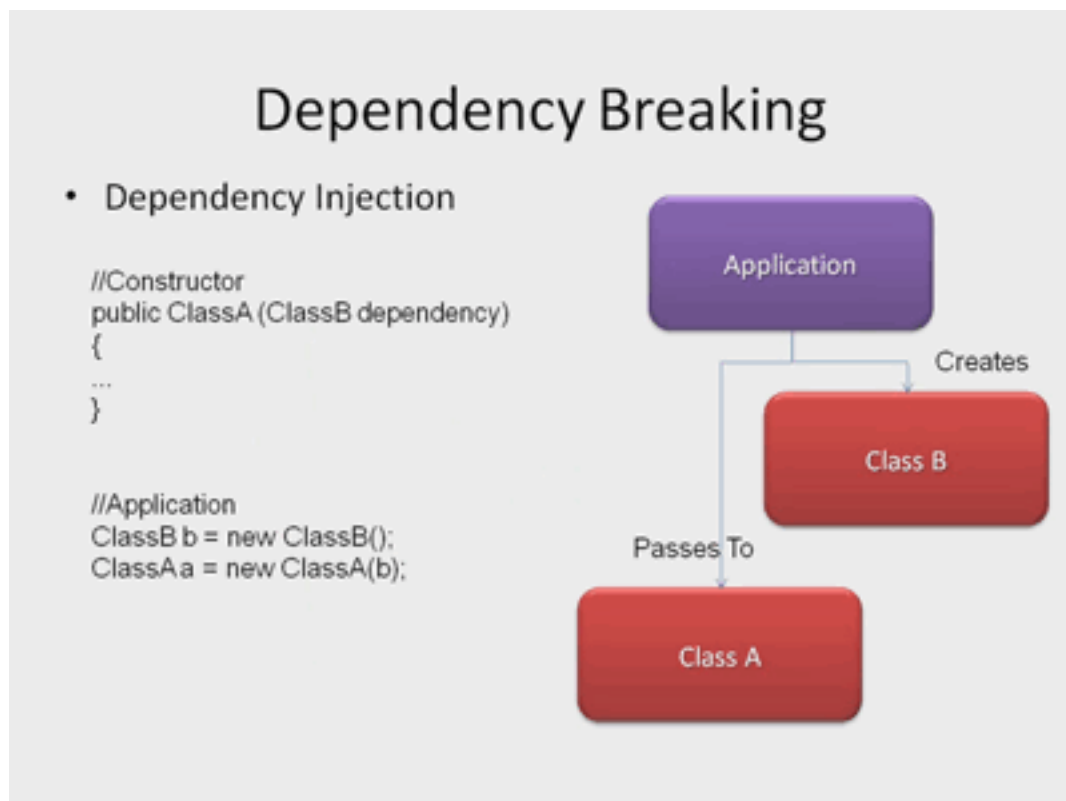 Dependency Breaking
• Dependency Injection
//Constructor
public ClassA (ClassB dependency)
{
...
}
//Application
ClassB b = new ClassB();
ClassA a = new ClassA(b);
Application
Creates
Class B
Passes To
Class A